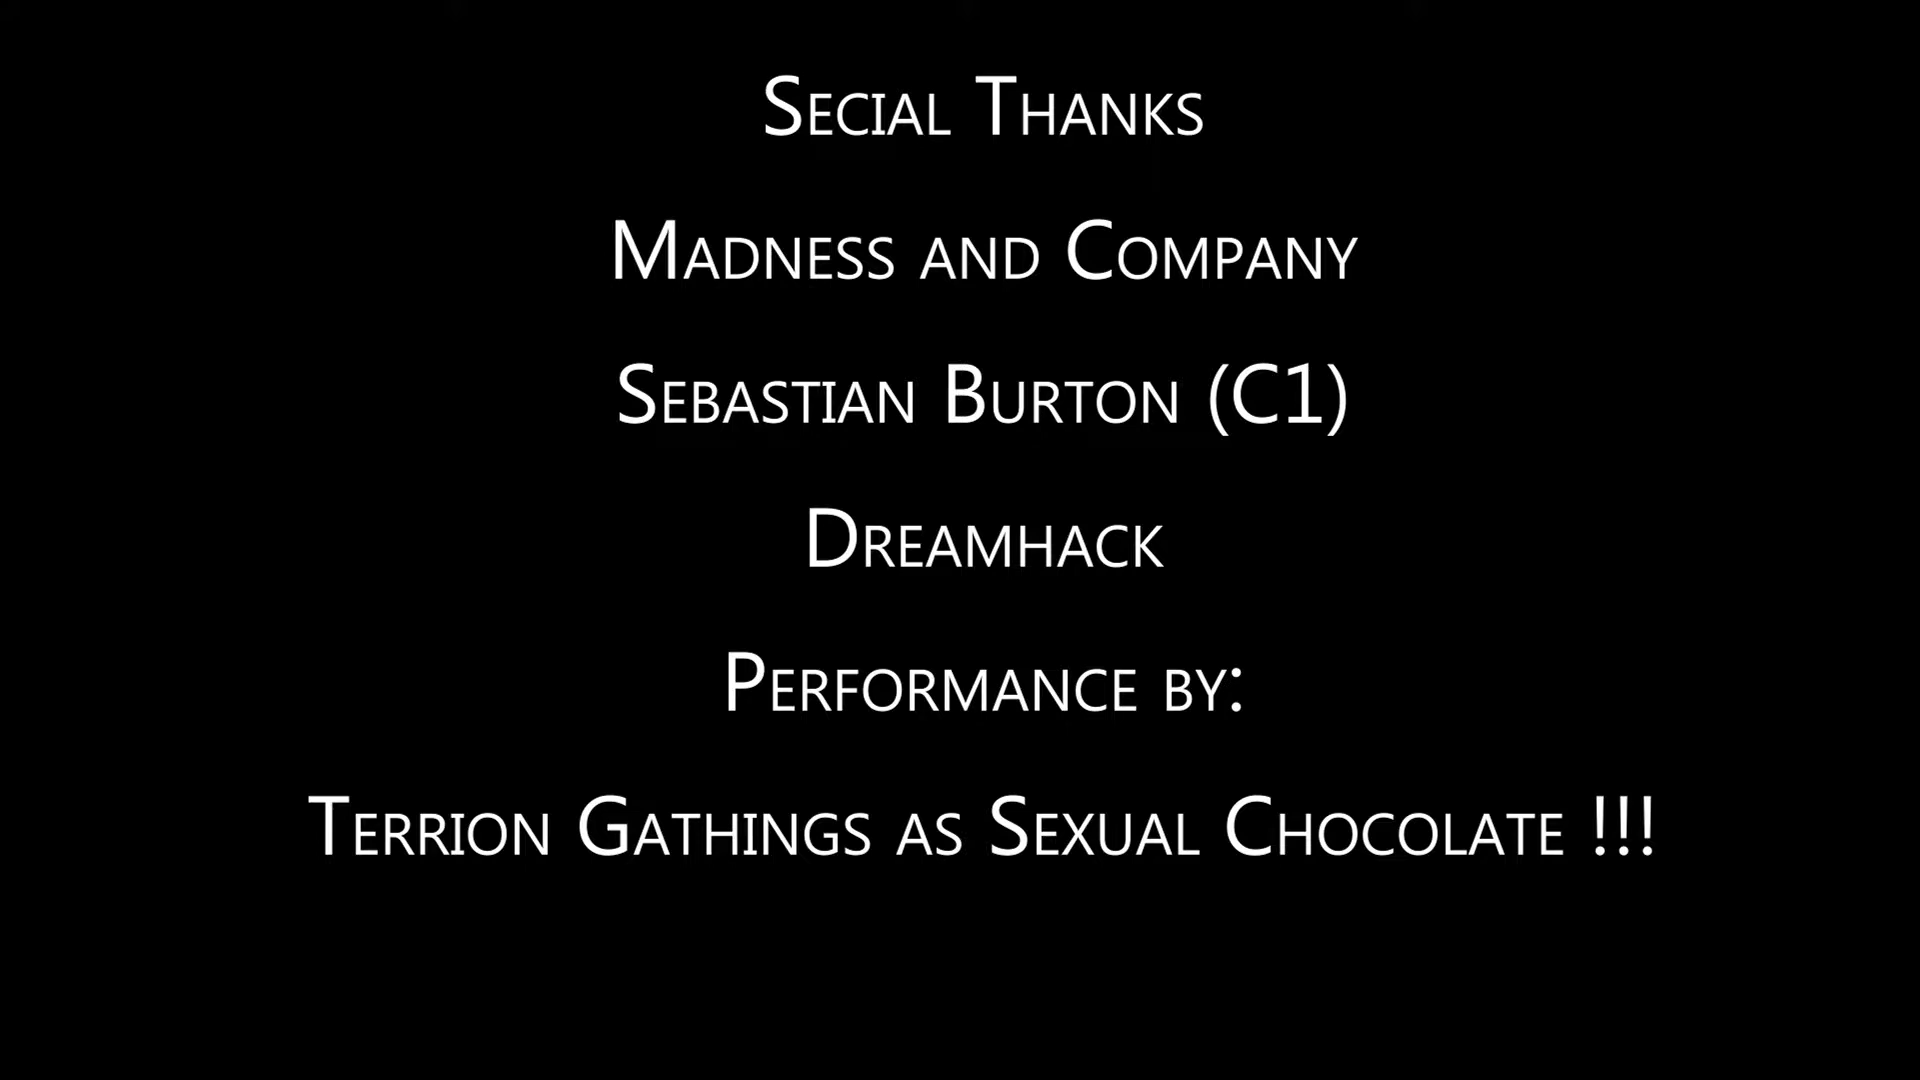 Secial Thanks
Madness and Company
Sebastian Burton (C1)
Dreamhack
Performance by:
Terrion Gathings as Sexual Chocolate !!!